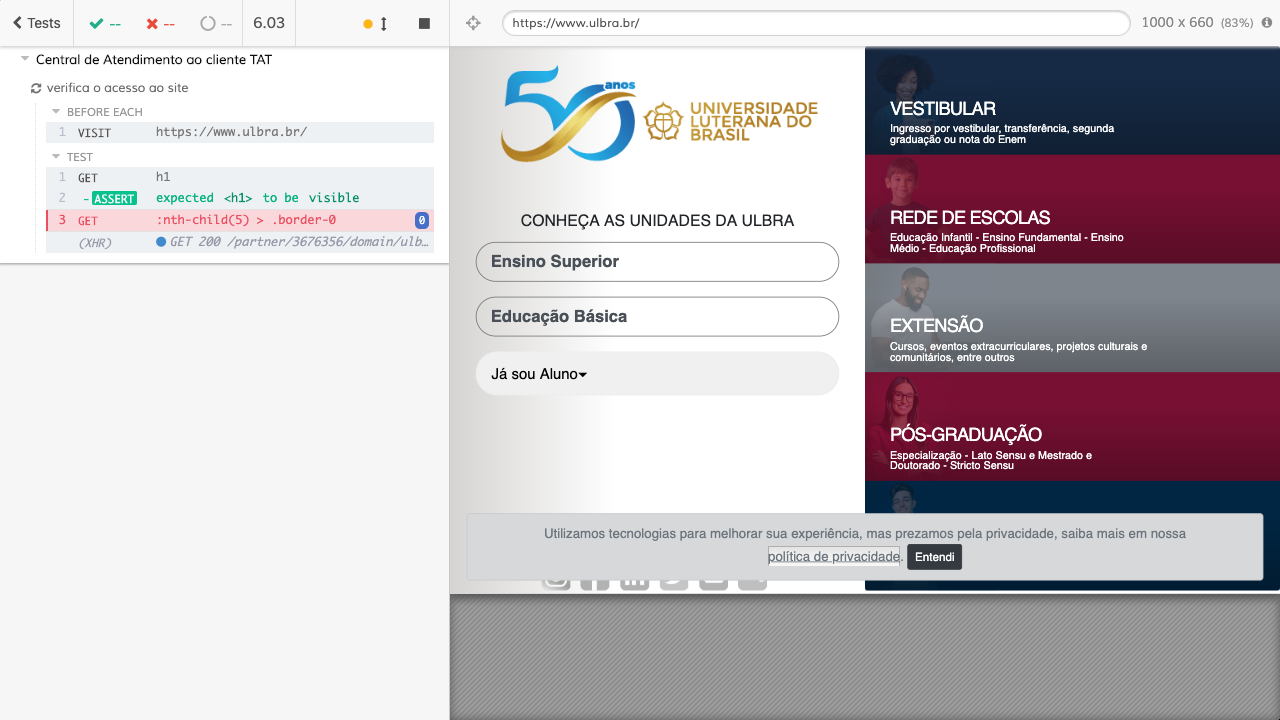 Tests
--
--
--
6.03
https://www.ulbra.br/
1000 x 660 (83%)
Central de Atendimento ao cliente TAT
verifica o acesso ao site
BEFORE EACH
1 VISIT https://www.ulbra.br/
TEST
1 GET h1
2 -ASSERT expected <h1> to be visible
3 GET :nth-child(5) > .border-0 0
(XHR) GET 200 /partner/3676356/domain/ulb…
50 anos
UNIVERSIDADE
LUTERANA DO
BRASIL
CONHEÇA AS UNIDADES DA ULBRA
Ensino Superior
Educação Básica
Já sou Aluno
VESTIBULAR
Ingresso por vestibular, transferência, segunda
graduação ou nota do Enem
REDE DE ESCOLAS
Educação Infantil - Ensino Fundamental - Ensino
Médio - Educação Profissional
EXTENSÃO
Cursos, eventos extracurriculares, projetos culturais e
comunitários, entre outros
PÓS-GRADUAÇÃO
Especialização - Lato Sensu e Mestrado e
Doutorado - Stricto Sensu
Utilizamos tecnologias para melhorar sua experiência, mas prezamos pela privacidade, saiba mais em nossa
política de privacidade. Entendi